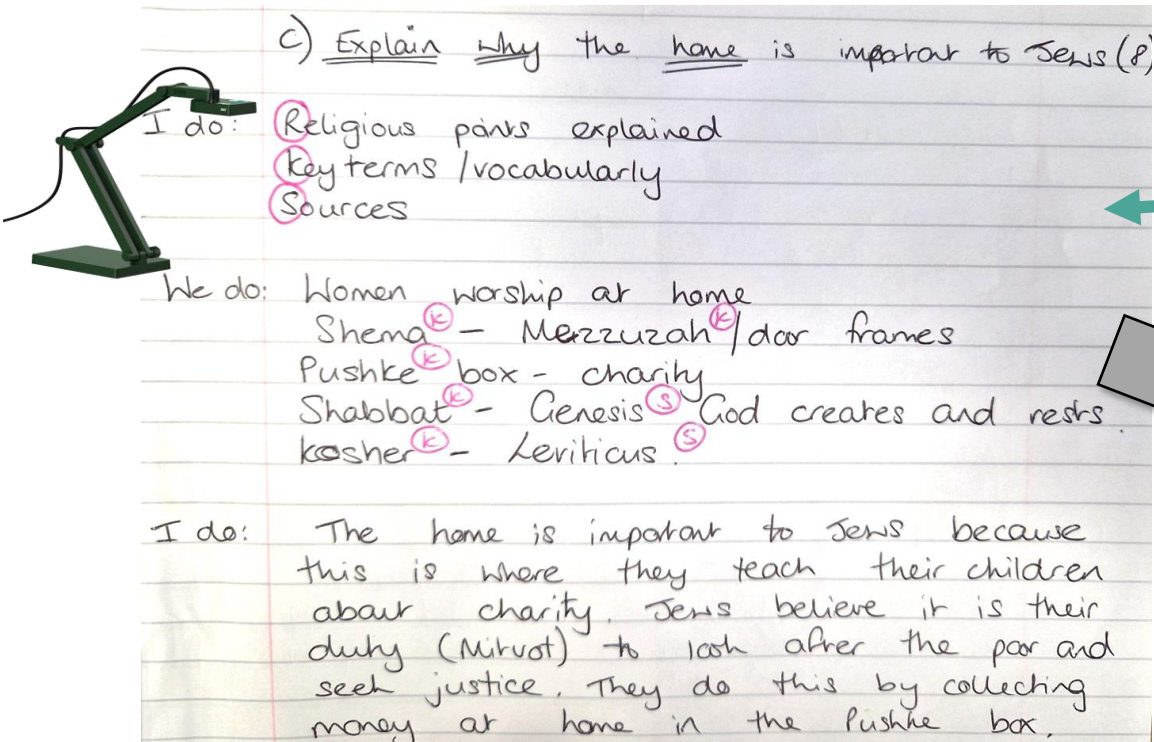 c) Explain why the home is important to Jews (8)
I do: Religious points explained
Key terms / vocabularly
Sources
We do: Women worship at home
Shema K - Mezzuzah K / door frames
Pushke K box - charity
Shabbat K - Genesis S God creates and rests.
kosher K - Leviticus. S
I do: The home is important to Jews because
this is where they teach their children
about charity. Jews believe it is their
duty (Mitvot) to look after the poor and
seek justice. They do this by collecting
money at home in the Pushke box.